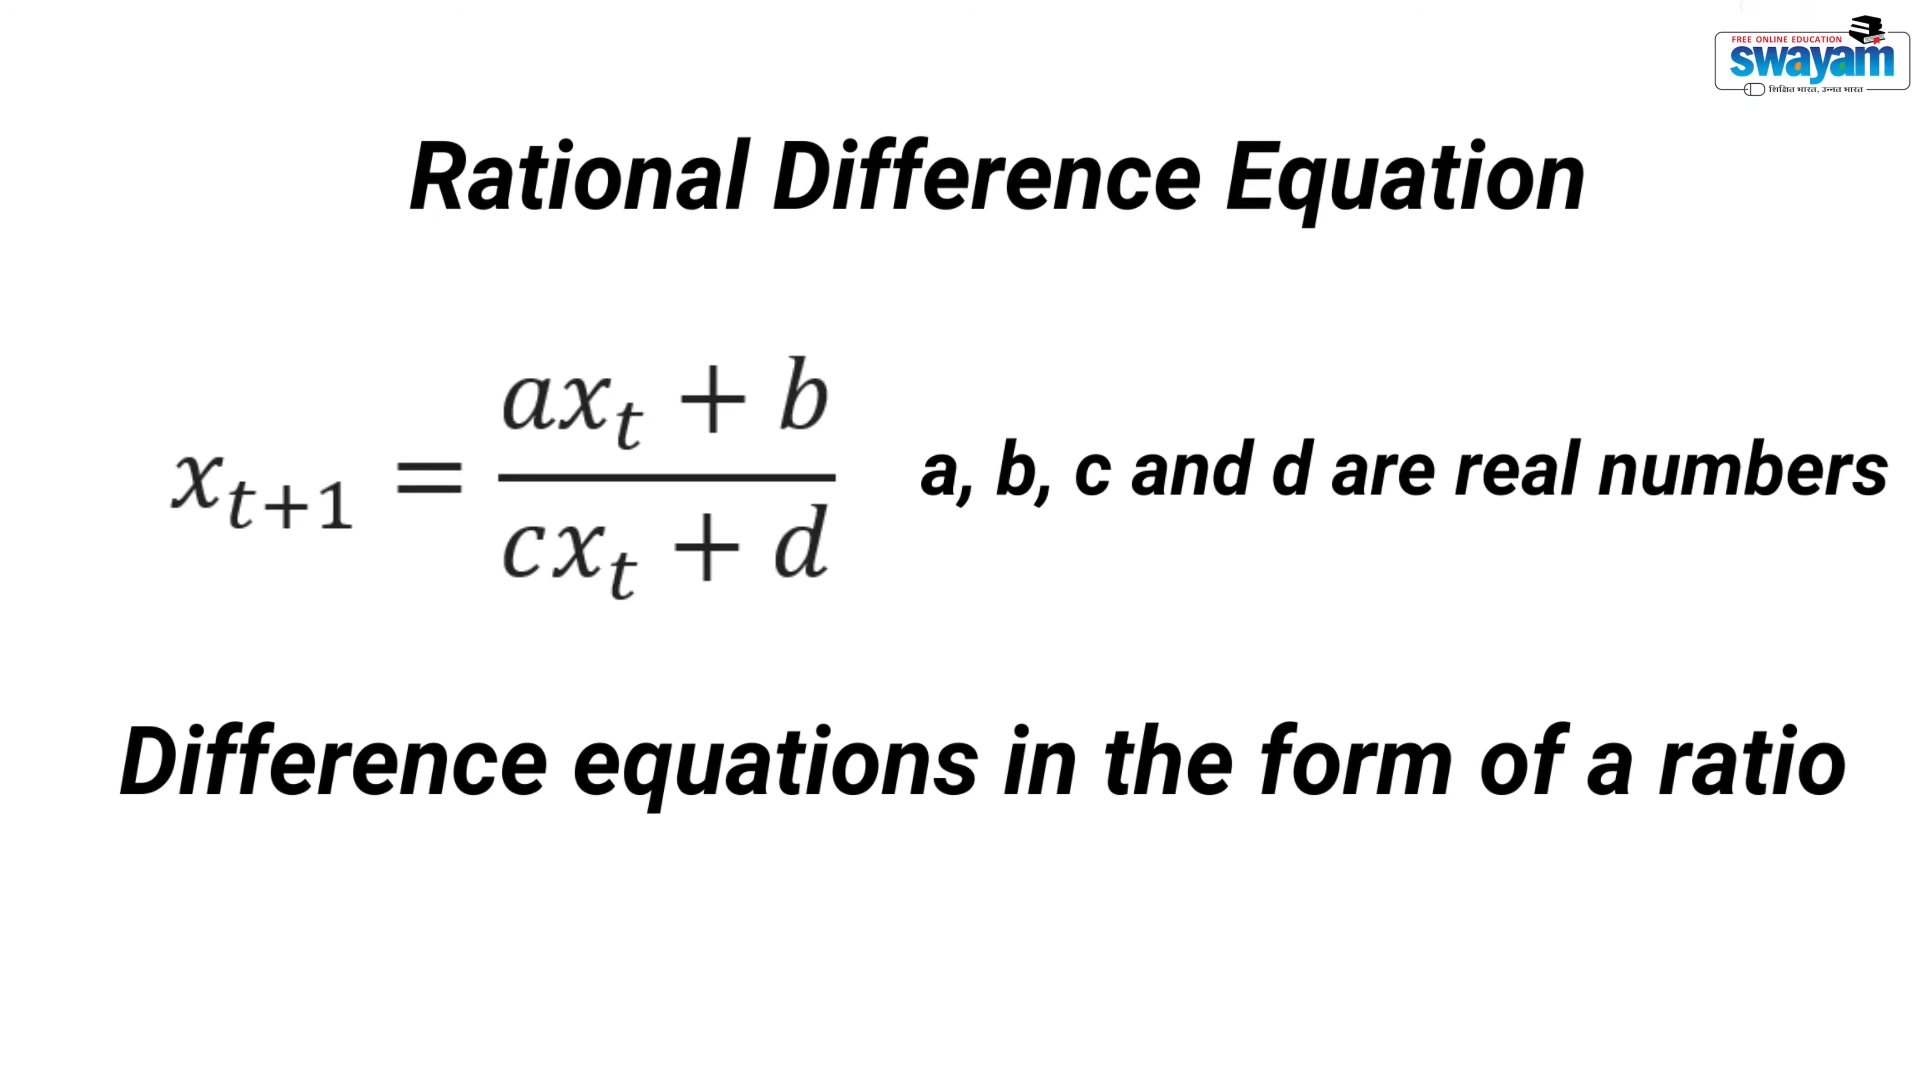 FREE ONLINE EDUCATION
swayam
शिक्षित भारत, उन्नत भारत
Rational Difference Equation
x_{t+1} = \frac{ax_t + b}{cx_t + d}
a, b, c and d are real numbers
Difference equations in the form of a ratio